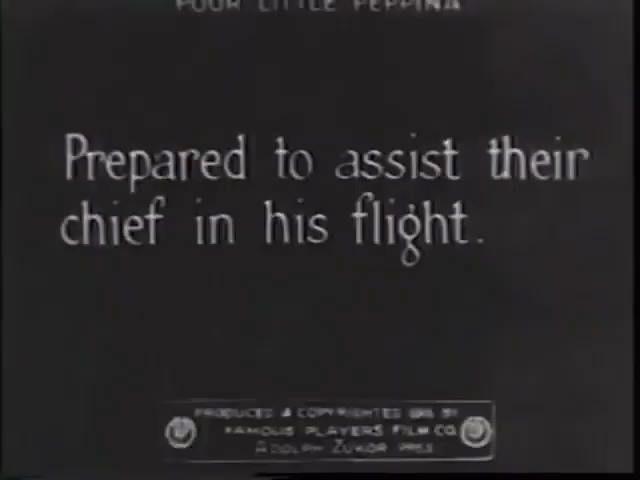 POOR LITTLE PEPPINA
Prepared to assist their
chief in his flight.
PRODUCED & COPYRIGHTED 1916 BY
FAMOUS PLAYERS FILM CO.
ADOLPH ZUKOR PRES